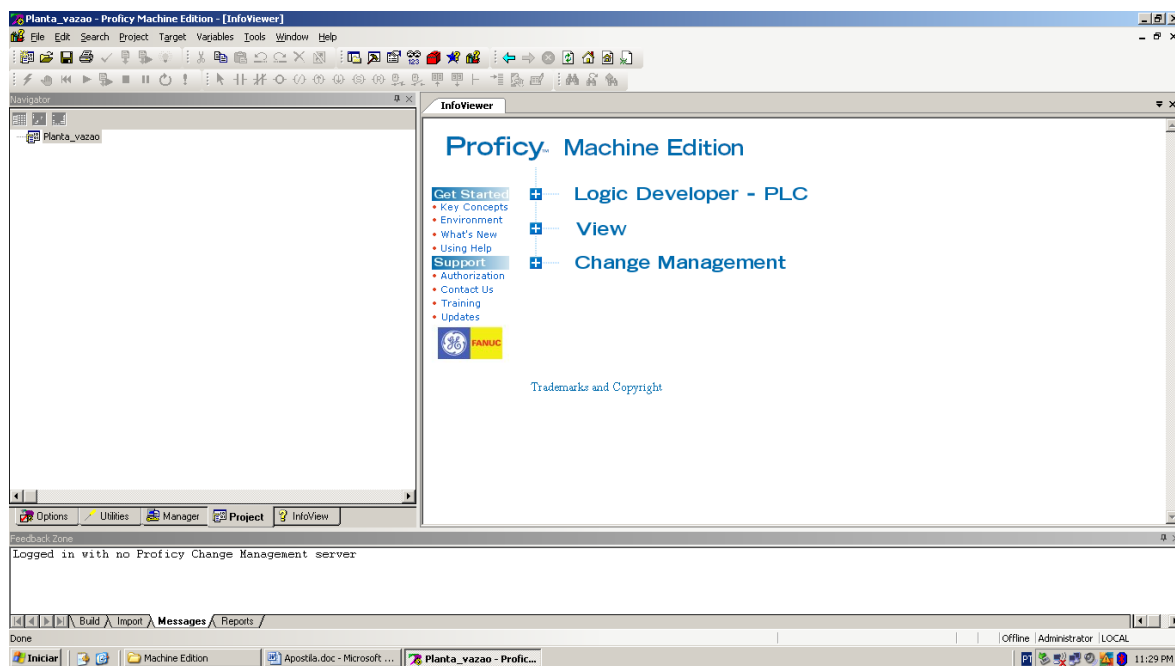 Planta_vazao - Proficy Machine Edition - [InfoViewer]
File Edit Search Project Target Variables Tools Window Help
Navigator
Planta_vazao
InfoViewer
Proficy™ Machine Edition
Get Started
Key Concepts
Environment
What's New
Using Help
Support
Authorization
Contact Us
Training
Updates
Logic Developer - PLC
View
Change Management
GE FANUC
Trademarks and Copyright
Options Utilities Manager Project InfoView
Feedback Zone
Logged in with no Proficy Change Management server
Build Import Messages Reports
Done
Offline Administrator LOCAL
Iniciar Machine Edition Apostila.doc - Microsoft ... Planta_vazao - Profic... PT 11:29 PM